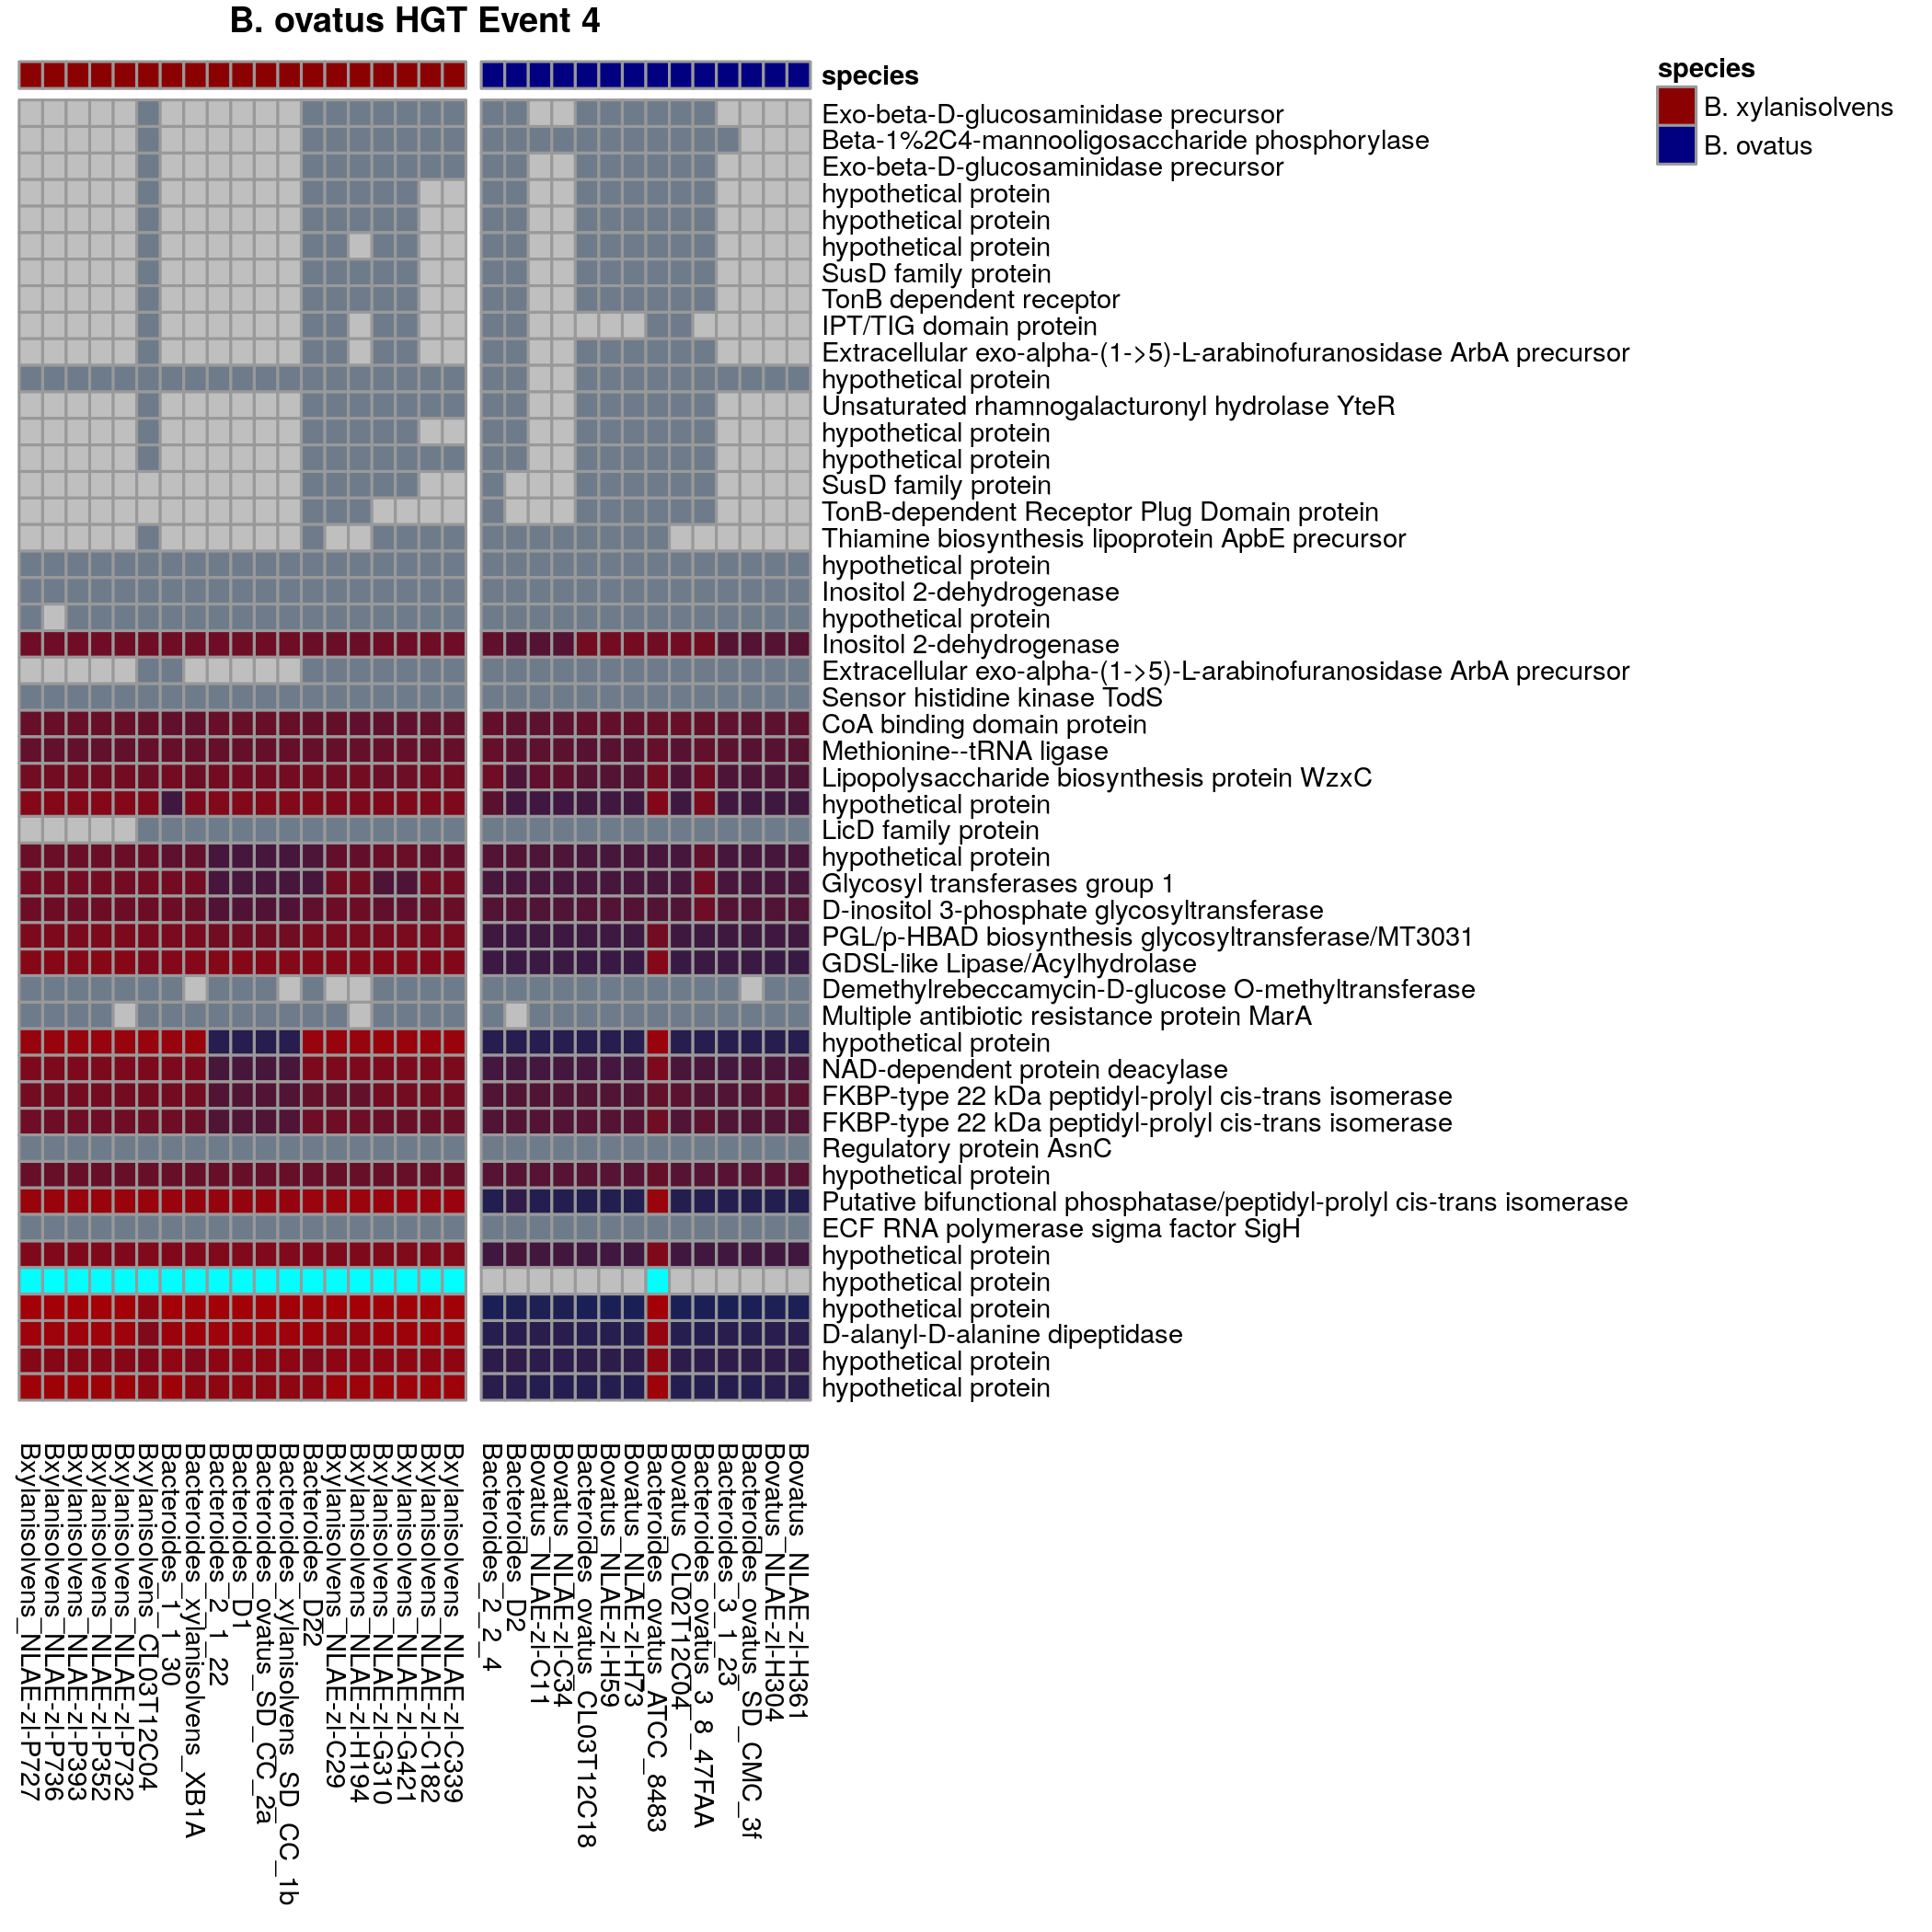 B. ovatus HGT Event 4
species
species
B. xylanisolvens
B. ovatus
Exo-beta-D-glucosaminidase precursor
Beta-1%2C4-mannooligosaccharide phosphorylase
Exo-beta-D-glucosaminidase precursor
hypothetical protein
hypothetical protein
hypothetical protein
SusD family protein
TonB dependent receptor
IPT/TIG domain protein
Extracellular exo-alpha-(1->5)-L-arabinofuranosidase ArbA precursor
hypothetical protein
Unsaturated rhamnogalacturonyl hydrolase YteR
hypothetical protein
hypothetical protein
SusD family protein
TonB-dependent Receptor Plug Domain protein
Thiamine biosynthesis lipoprotein ApbE precursor
hypothetical protein
Inositol 2-dehydrogenase
hypothetical protein
Inositol 2-dehydrogenase
Extracellular exo-alpha-(1->5)-L-arabinofuranosidase ArbA precursor
Sensor histidine kinase TodS
CoA binding domain protein
Methionine--tRNA ligase
Lipopolysaccharide biosynthesis protein WzxC
hypothetical protein
LicD family protein
hypothetical protein
Glycosyl transferases group 1
D-inositol 3-phosphate glycosyltransferase
PGL/p-HBAD biosynthesis glycosyltransferase/MT3031
GDSL-like Lipase/Acylhydrolase
Demethylrebeccamycin-D-glucose O-methyltransferase
Multiple antibiotic resistance protein MarA
hypothetical protein
NAD-dependent protein deacylase
FKBP-type 22 kDa peptidyl-prolyl cis-trans isomerase
FKBP-type 22 kDa peptidyl-prolyl cis-trans isomerase
Regulatory protein AsnC
hypothetical protein
Putative bifunctional phosphatase/peptidyl-prolyl cis-trans isomerase
ECF RNA polymerase sigma factor SigH
hypothetical protein
hypothetical protein
hypothetical protein
D-alanyl-D-alanine dipeptidase
hypothetical protein
hypothetical protein
Bxylanisolvens_NLAE-zl-P727
Bxylanisolvens_NLAE-zl-P736
Bxylanisolvens_NLAE-zl-P393
Bxylanisolvens_NLAE-zl-P352
Bxylanisolvens_NLAE-zl-P732
Bxylanisolvens_CL03T12C04
Bacteroides_1_1_30
Bacteroides_xylanisolvens_XB1A
Bacteroides_2_1_22
Bacteroides_D1
Bacteroides_ovatus_SD_CC_2a
Bacteroides_xylanisolvens_SD_CC_1b
Bacteroides_D22
Bxylanisolvens_NLAE-zl-C29
Bxylanisolvens_NLAE-zl-H194
Bxylanisolvens_NLAE-zl-G310
Bxylanisolvens_NLAE-zl-G421
Bxylanisolvens_NLAE-zl-C182
Bxylanisolvens_NLAE-zl-C339
Bacteroides_2_2_4
Bacteroides_D2
Bovatus_NLAE-zl-C11
Bovatus_NLAE-zl-C34
Bacteroides_ovatus_CL03T12C18
Bovatus_NLAE-zl-H59
Bovatus_NLAE-zl-H73
Bacteroides_ovatus_ATCC_8483
Bovatus_CL02T12C04
Bacteroides_ovatus_3_8_47FAA
Bacteroides_3_1_23
Bacteroides_ovatus_SD_CMC_3f
Bovatus_NLAE-zl-H304
Bovatus_NLAE-zl-H361